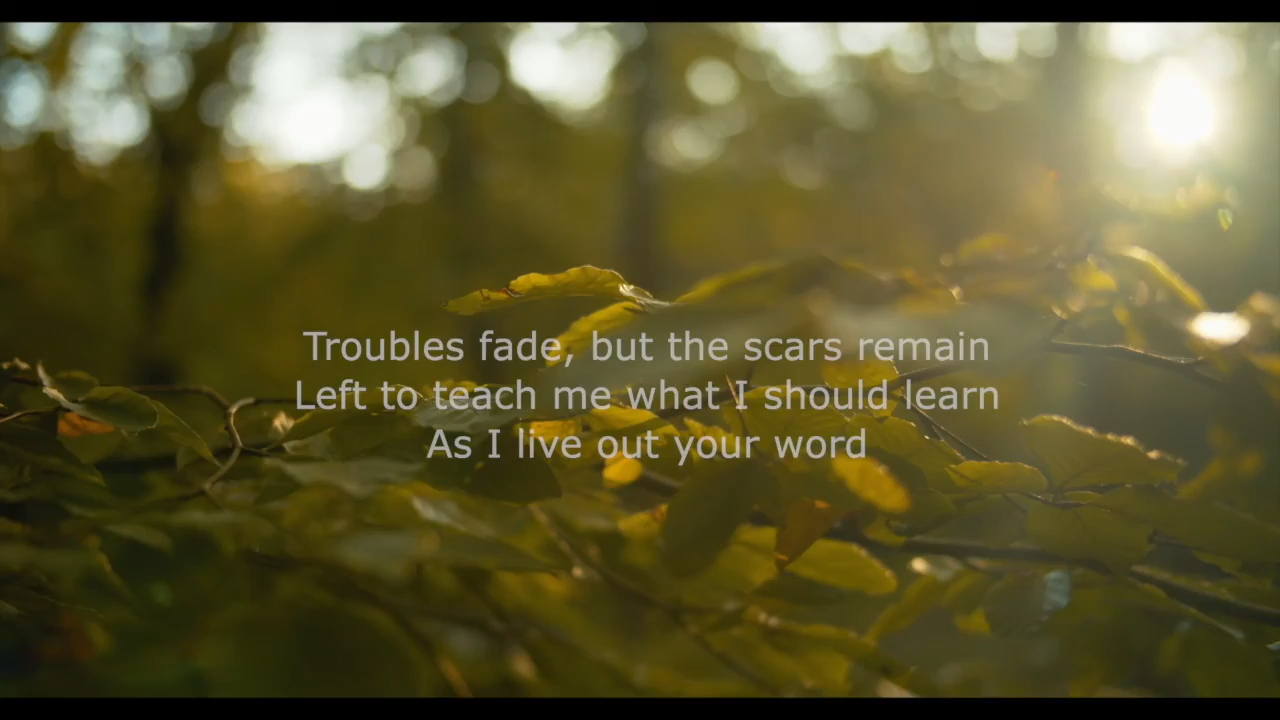 Troubles fade, but the scars remain
Left to teach me what I should learn
As I live out your word